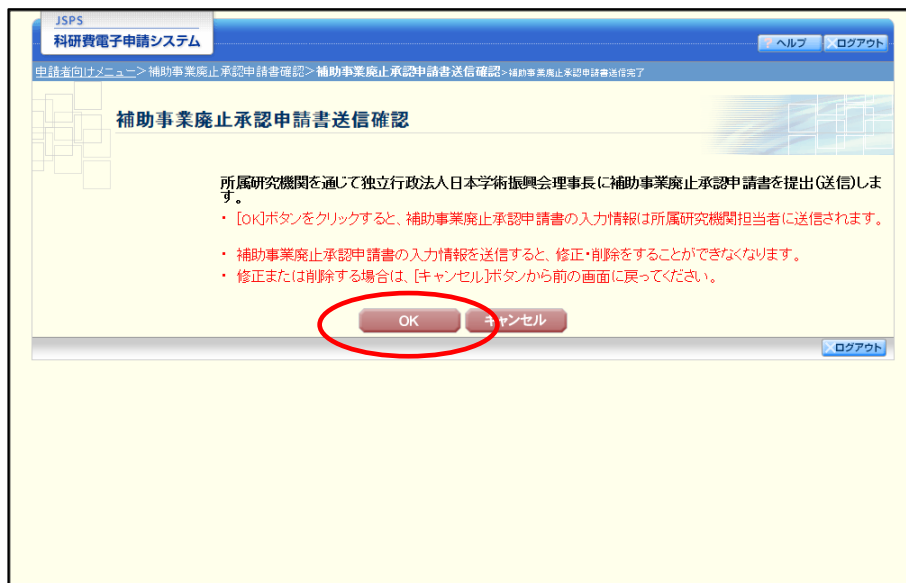 JSPS
科研費電子申請システム
? ヘルプ
ログアウト
申請者向けメニュー>補助事業廃止承認申請書確認>補助事業廃止承認申請書送信確認>補助事業廃止承認申請書送信完了
補助事業廃止承認申請書送信確認
所属研究機関を通じて独立行政法人日本学術振興会理事長に補助事業廃止承認申請書を提出(送信)しま
す。
・ [OK]ボタンをクリックすると、補助事業廃止承認申請書の入力情報は所属研究機関担当者に送信されます。
・ 補助事業廃止承認申請書の入力情報を送信すると、修正・削除をすることができなくなります。
・ 修正または削除する場合は、[キャンセル]ボタンから前の画面に戻ってください。
OK
キャンセル
ログアウト